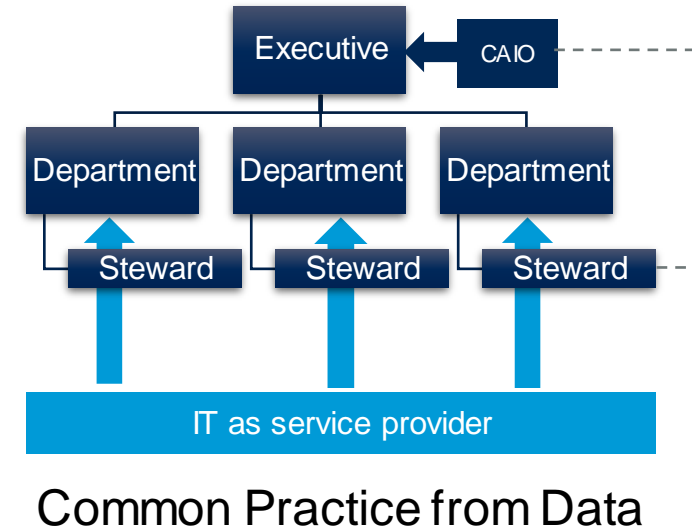 Executive
CAIO
Department
Department
Department
Steward
Steward
Steward
IT as service provider
Common Practice from Data